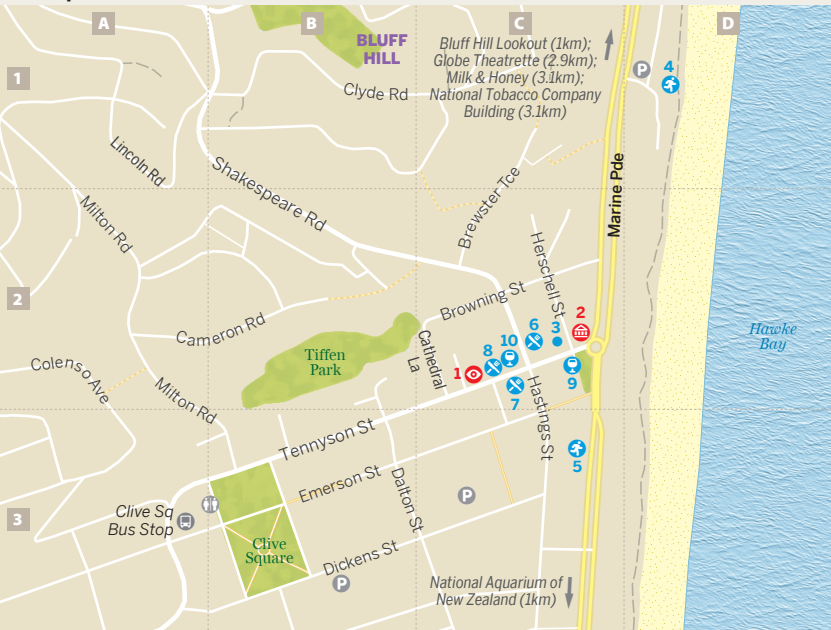 A
B
C
D
1
BLUFF
HILL
Bluff Hill Lookout (1km);
Globe Theatrette (2.9km);
Milk & Honey (3.1km);
National Tobacco Company
Building (3.1km)
P
4
Clyde Rd
Lincoln Rd
Shakespeare Rd
Brewster Tce
Marine Pde
Milton Rd
Herschell St
2
Browning St
Cameron Rd
Tiffen
Park
Cathedral
La
1
8
10
6
3
2
7
9
Hawke
Bay
Colenso Ave
Milton Rd
Hastings St
Tennyson St
5
3
Emerson St
Dalton St
P
Clive Sq
Bus Stop
Clive
Square
Dickens St
P
National Aquarium of
New Zealand (1km)